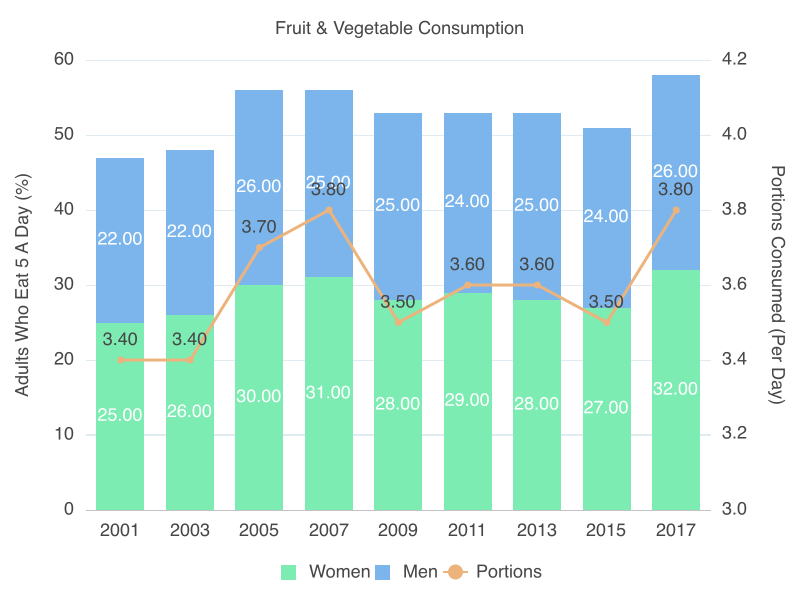 Fruit & Vegetable Consumption
60
50
40
30
20
10
0
Adults Who Eat 5 A Day (%)
4.2
4.0
3.8
3.6
3.4
3.2
3.0
Portions Consumed (Per Day)
22.00 22.00 26.00 25.00 25.00 24.00 25.00 24.00 26.00
3.40 3.40 3.70 3.80 3.50 3.60 3.60 3.50 3.80
25.00 26.00 30.00 31.00 28.00 29.00 28.00 27.00 32.00
2001 2003 2005 2007 2009 2011 2013 2015 2017
Women Men Portions